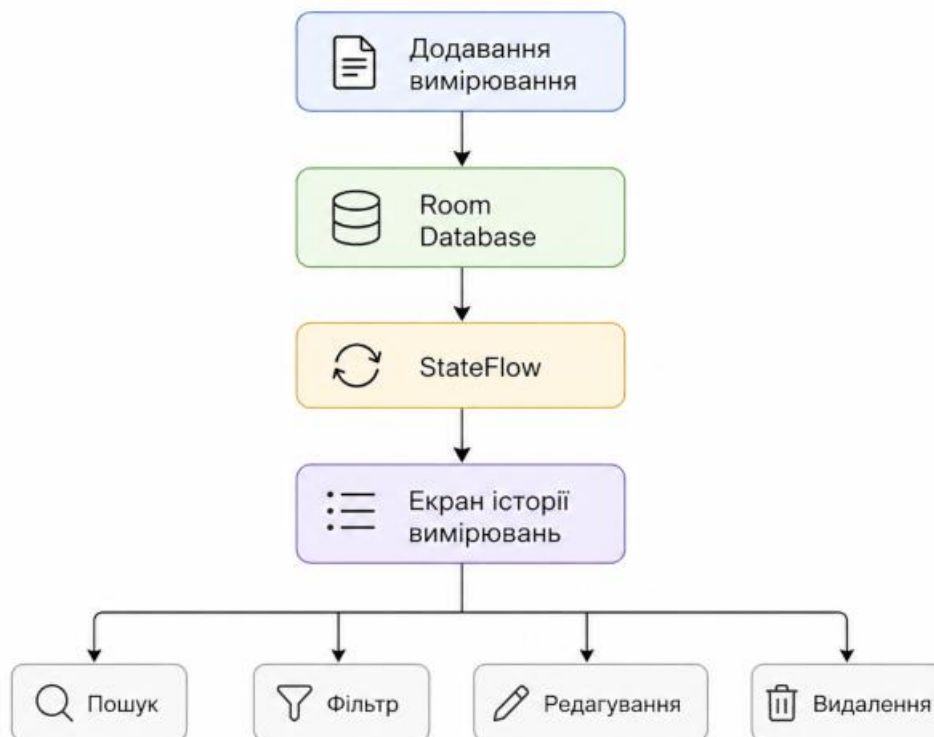 Додавання
вимірювання
Room
Database
StateFlow
Екран історії
вимірювань
Пошук
Фільтр
Редагування
Видалення